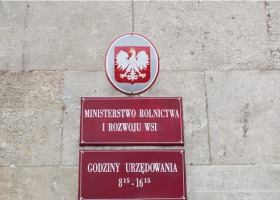 MINISTERSTWO ROLNICTWA
I ROZWOJU WSI
GODZINY URZĘDOWANIA
8¹⁵ - 16¹⁵